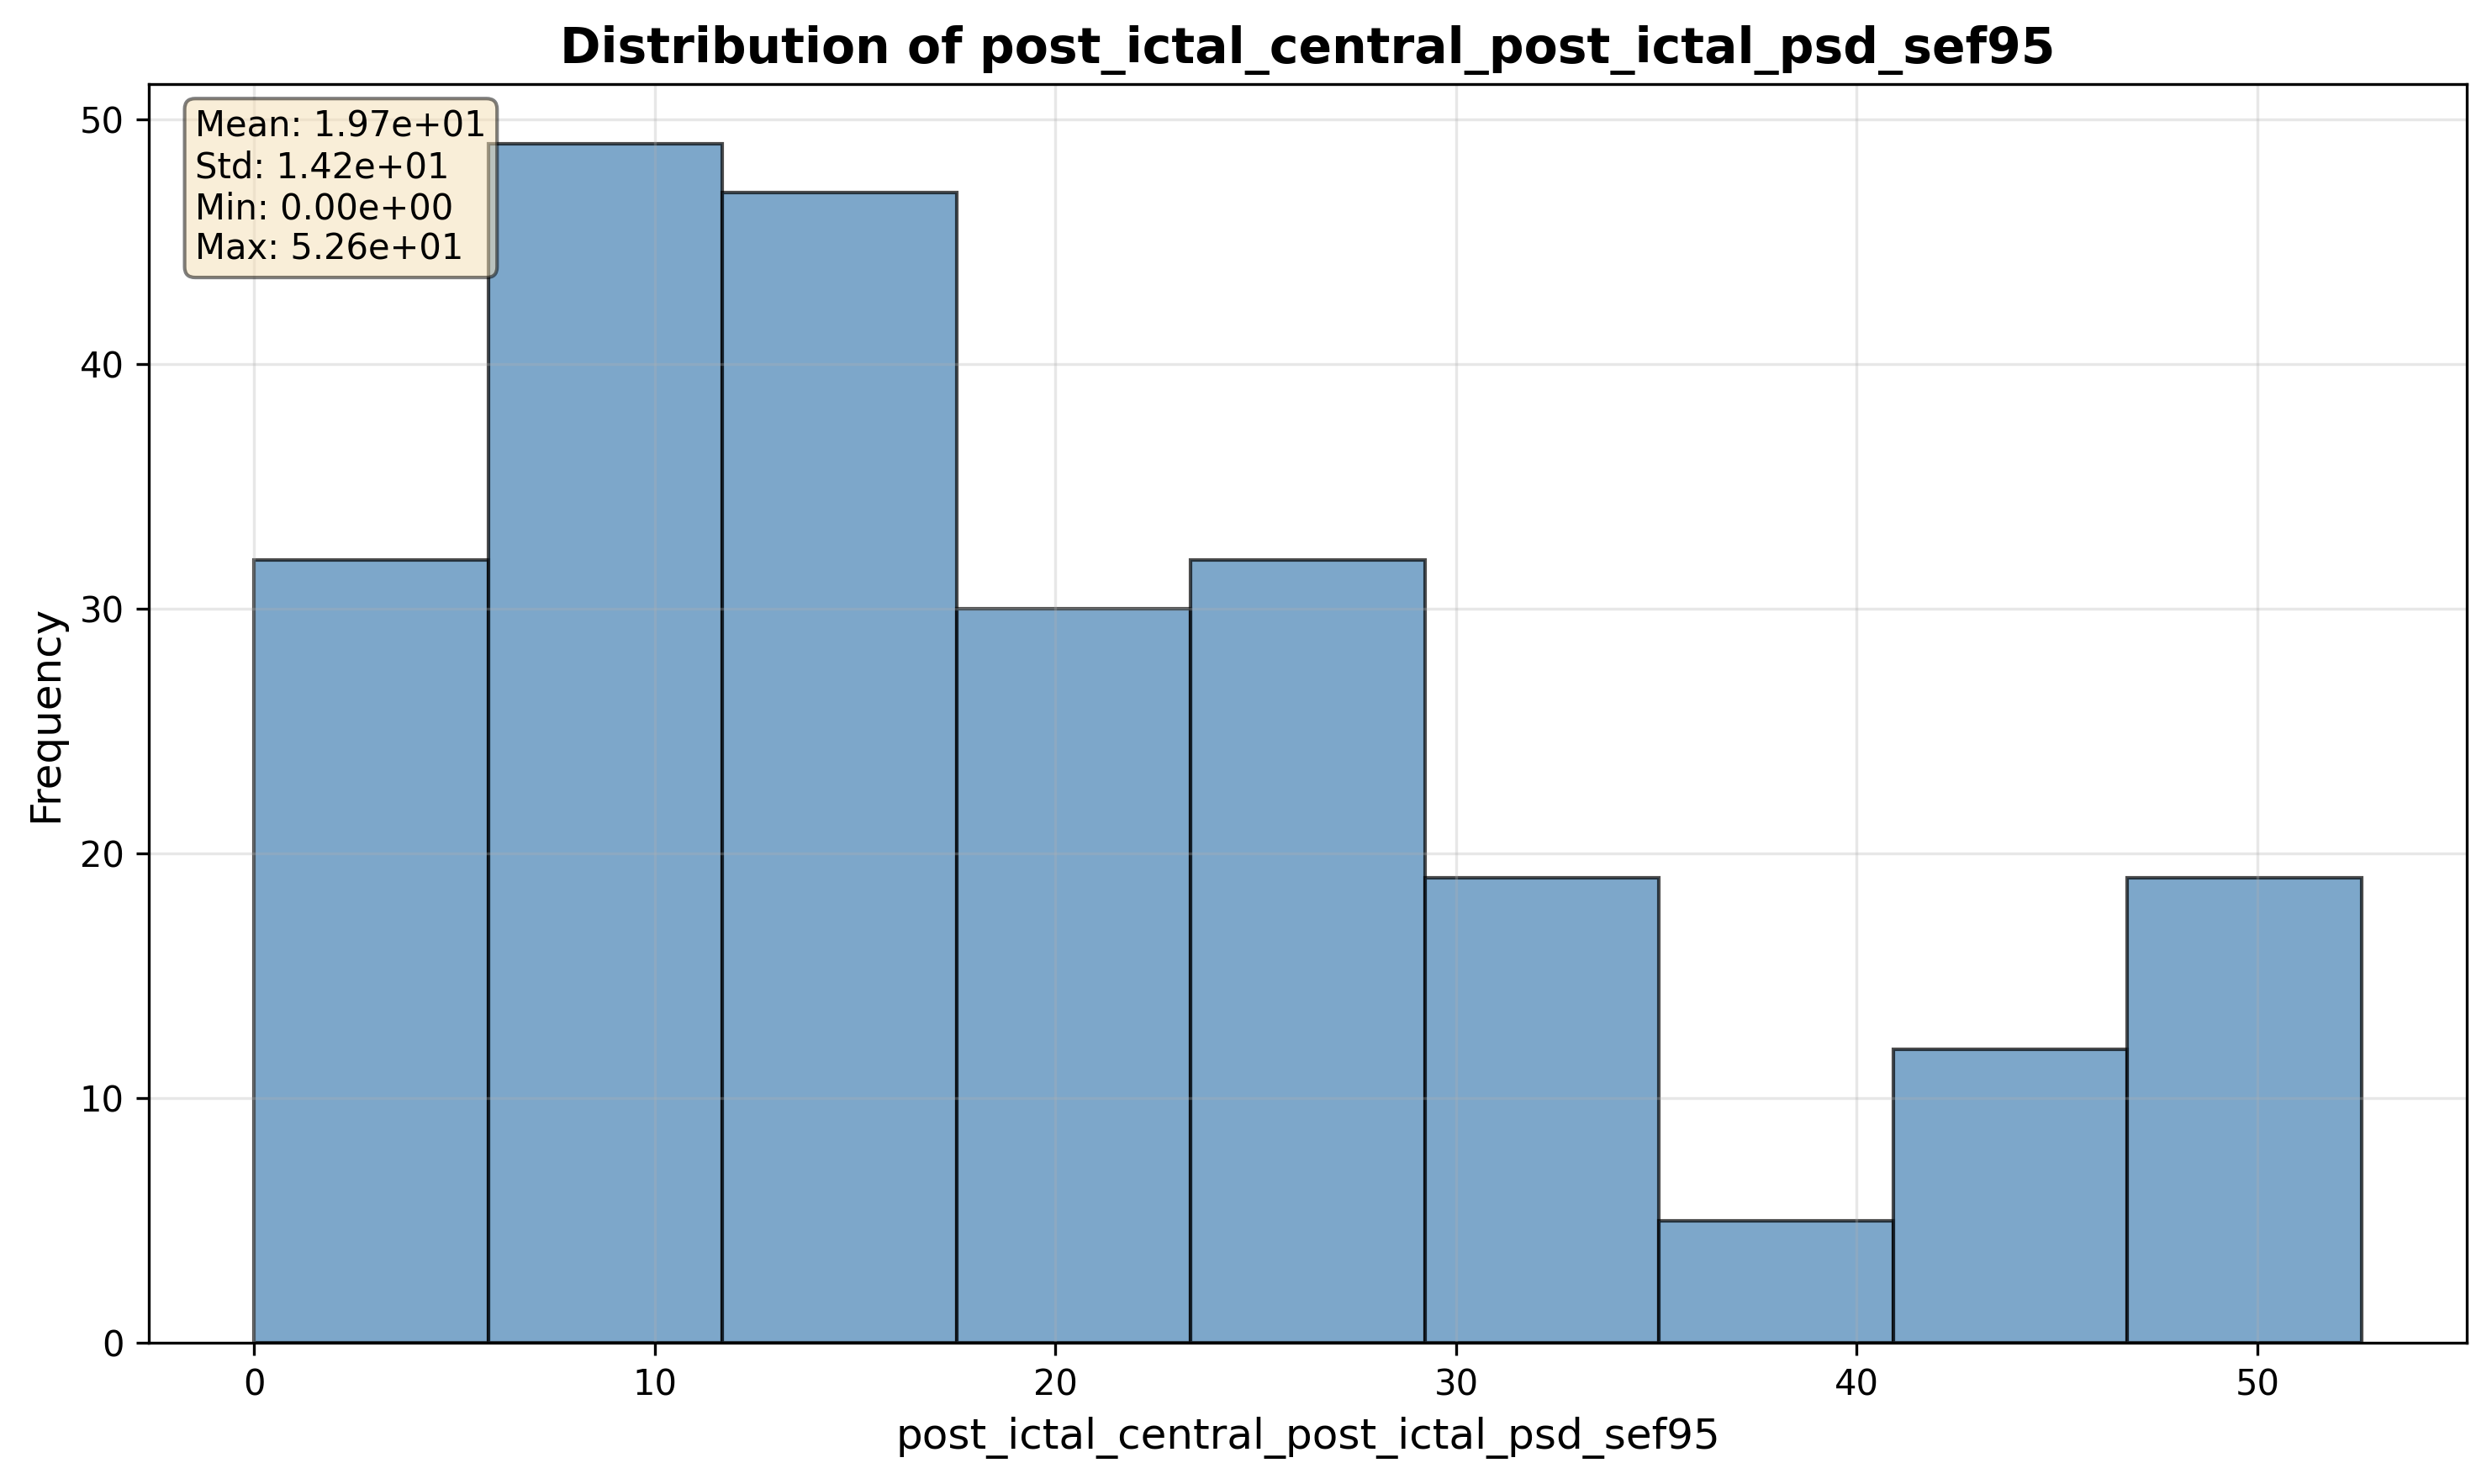 Distribution of post_ictal_central_post_ictal_psd_sef95
Mean: 1.97e+01
Std: 1.42e+01
Min: 0.00e+00
Max: 5.26e+01
50
40
30
20
10
0
Frequency
0 10 20 30 40 50
post_ictal_central_post_ictal_psd_sef95